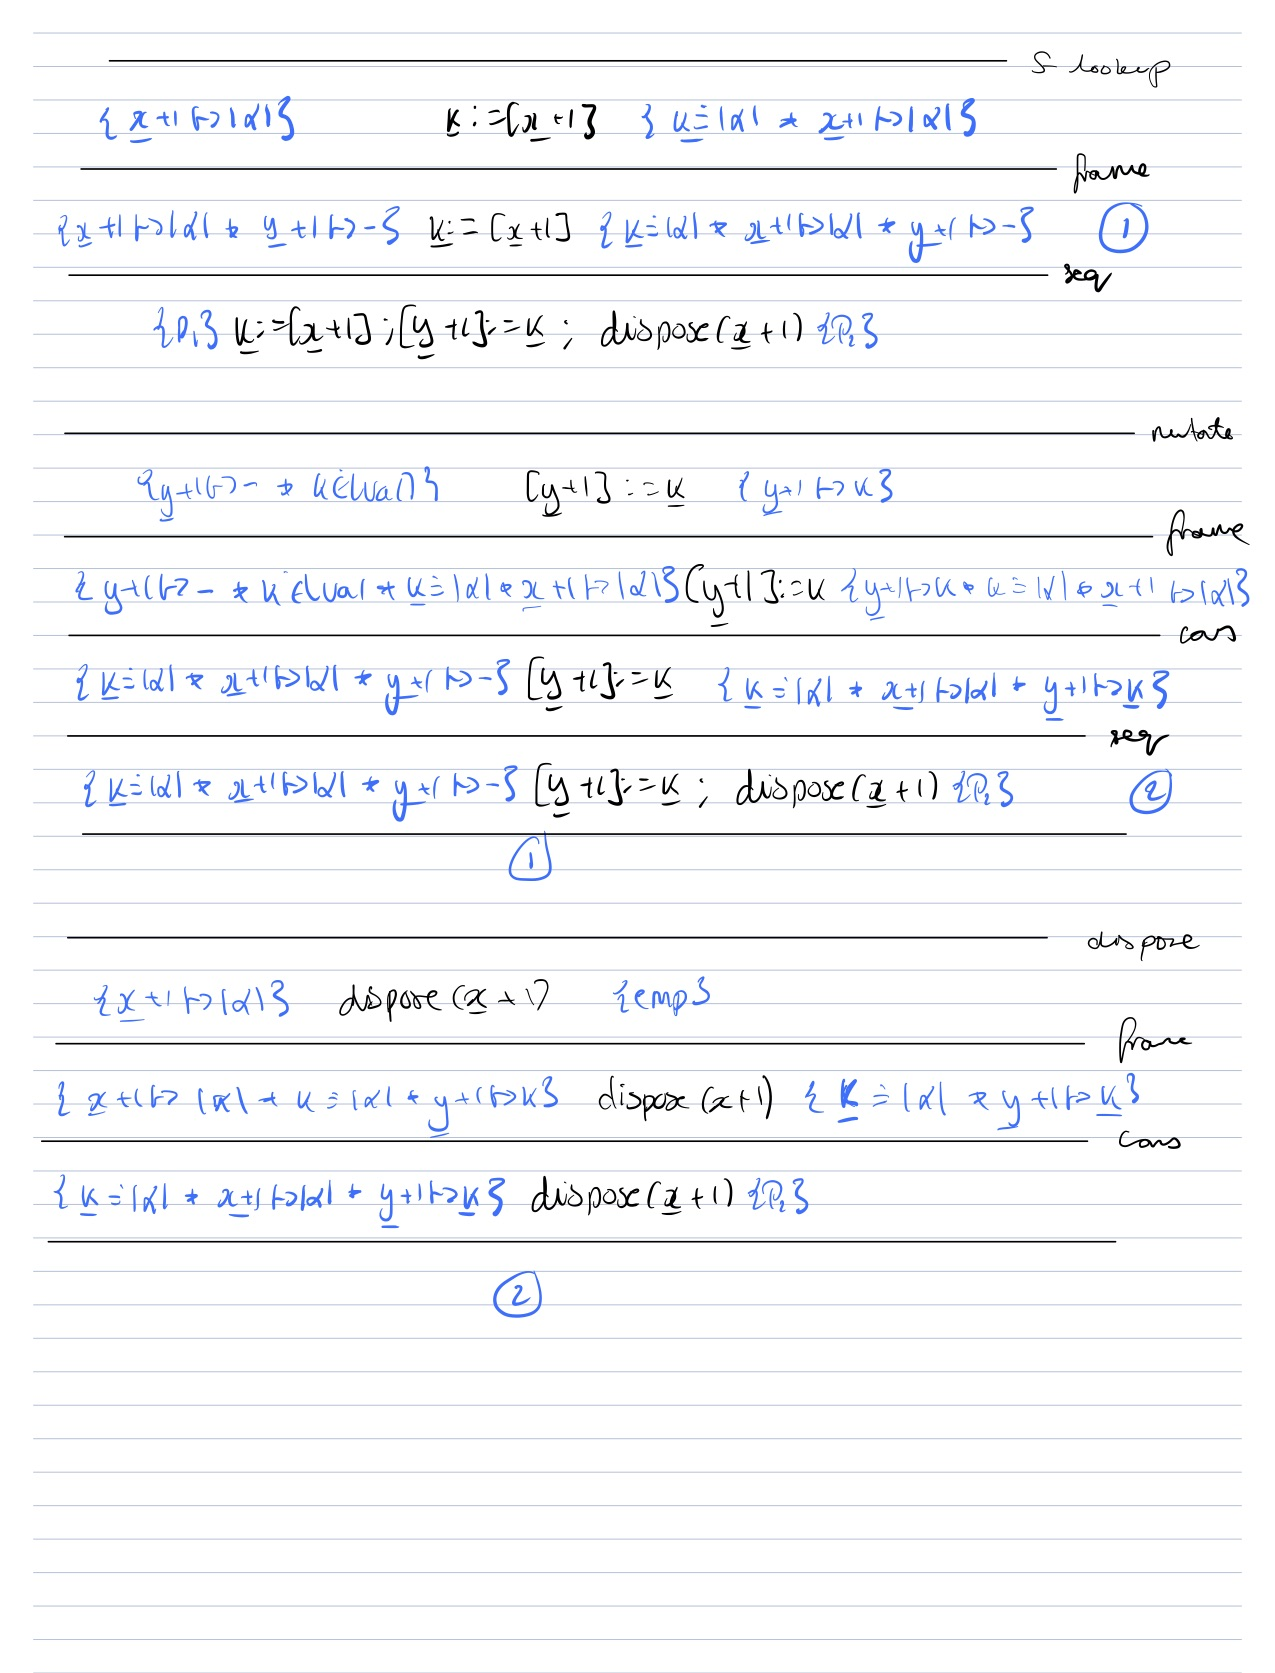 S lookup
{ x+1 ↦ |α| } k := [x+1] { k ≐ |α| * x+1 ↦ |α| }
frame
{ x+1 ↦ |α| * y+1 ↦ - } k := [x+1] { k ≐ |α| * x+1 ↦ |α| * y+1 ↦ - } ①
seq
{P₁} k := [x+1] ; [y+1] := k ; dispose(x+1) {P₂}
mutate
{ y+1 ↦ - * k ∈ Val } [y+1] := k { y+1 ↦ k }
frame
{ y+1 ↦ - * k ∈ Val * k ≐ |α| * x+1 ↦ |α| } [y+1] := k { y+1 ↦ k * k ≐ |α| * x+1 ↦ |α| }
cons
{ k ≐ |α| * x+1 ↦ |α| * y+1 ↦ - } [y+1] := k { k ≐ |α| * x+1 ↦ |α| * y+1 ↦ k }
seq
{ k ≐ |α| * x+1 ↦ |α| * y+1 ↦ - } [y+1] := k ; dispose(x+1) {P₂} ②
①
dispose
{ x+1 ↦ |α| } dispose(x+1) {emp}
frame
{ x+1 ↦ |α| * k ≐ |α| * y+1 ↦ k } dispose(x+1) { k ≐ |α| * y+1 ↦ k }
cons
{ k ≐ |α| * x+1 ↦ |α| * y+1 ↦ k } dispose(x+1) {P₂}
②